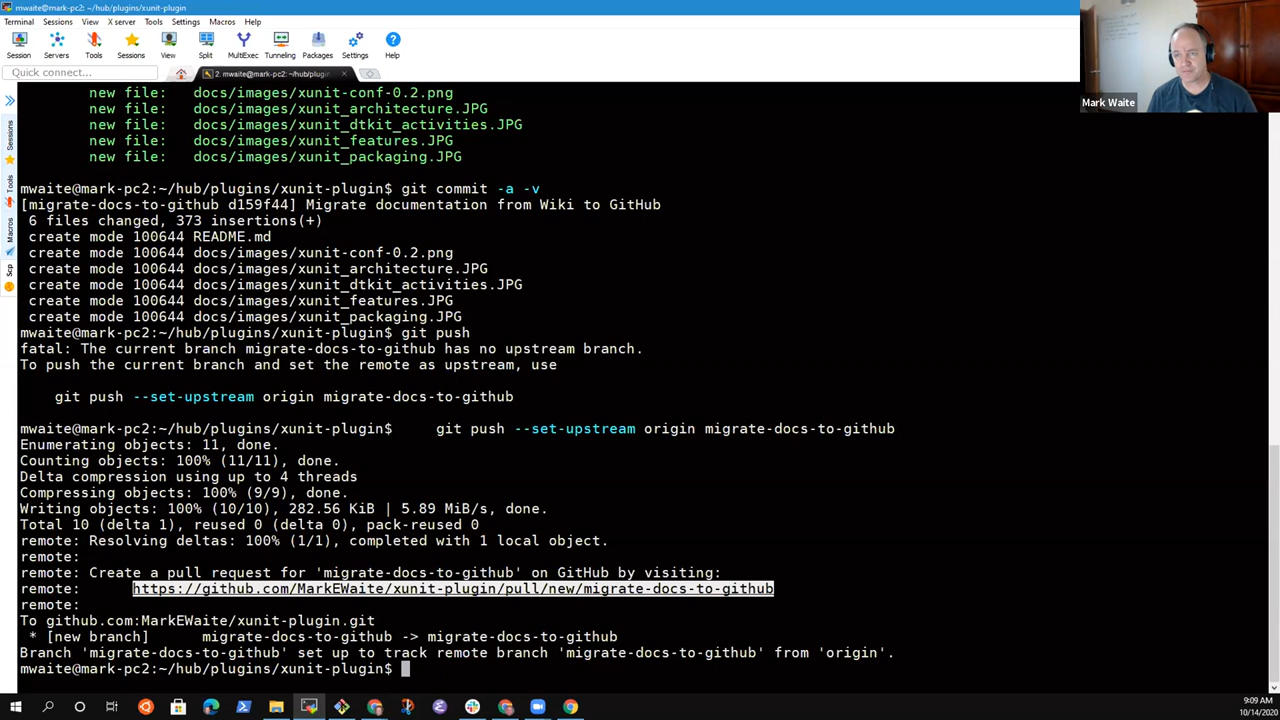 mwaite@mark-pc2: ~/hub/plugins/xunit-plugin
Terminal Sessions View X server Tools Settings Macros Help
Session Servers Tools Sessions View Split MultiExec Tunneling Packages Settings Help
Quick connect...
2. mwaite@mark-pc2: ~/hub/plugin
Mark Waite
Sessions
Tools
Macros
Scp
new file: docs/images/xunit-conf-0.2.png
new file: docs/images/xunit_architecture.JPG
new file: docs/images/xunit_dtkit_activities.JPG
new file: docs/images/xunit_features.JPG
new file: docs/images/xunit_packaging.JPG
mwaite@mark-pc2:~/hub/plugins/xunit-plugin$ git commit -a -v
[migrate-docs-to-github d159f44] Migrate documentation from Wiki to GitHub
6 files changed, 373 insertions(+)
create mode 100644 README.md
create mode 100644 docs/images/xunit-conf-0.2.png
create mode 100644 docs/images/xunit_architecture.JPG
create mode 100644 docs/images/xunit_dtkit_activities.JPG
create mode 100644 docs/images/xunit_features.JPG
create mode 100644 docs/images/xunit_packaging.JPG
mwaite@mark-pc2:~/hub/plugins/xunit-plugin$ git push
fatal: The current branch migrate-docs-to-github has no upstream branch.
To push the current branch and set the remote as upstream, use
git push --set-upstream origin migrate-docs-to-github
mwaite@mark-pc2:~/hub/plugins/xunit-plugin$ git push --set-upstream origin migrate-docs-to-github
Enumerating objects: 11, done.
Counting objects: 100% (11/11), done.
Delta compression using up to 4 threads
Compressing objects: 100% (9/9), done.
Writing objects: 100% (10/10), 282.56 KiB | 5.89 MiB/s, done.
Total 10 (delta 1), reused 0 (delta 0), pack-reused 0
remote: Resolving deltas: 100% (1/1), completed with 1 local object.
remote:
remote: Create a pull request for 'migrate-docs-to-github' on GitHub by visiting:
remote: https://github.com/MarkEWaite/xunit-plugin/pull/new/migrate-docs-to-github
remote:
To github.com:MarkEWaite/xunit-plugin.git
* [new branch] migrate-docs-to-github -> migrate-docs-to-github
Branch 'migrate-docs-to-github' set up to track remote branch 'migrate-docs-to-github' from 'origin'.
mwaite@mark-pc2:~/hub/plugins/xunit-plugin$
9:09 AM
10/14/2020